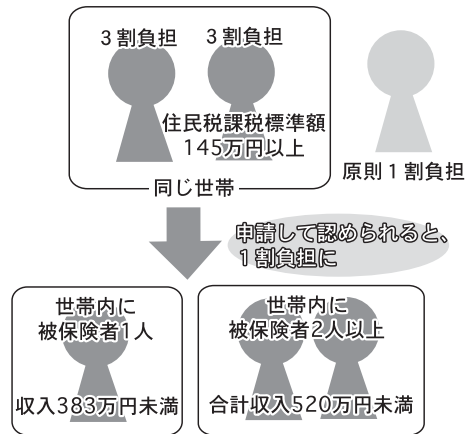 3割負担
3割負担
住民税課税標準額
145万円以上
同じ世帯
原則1割負担
申請して認められると、
1割負担に
世帯内に
被保険者1人
収入383万円未満
世帯内に
被保険者2人以上
合計収入520万円未満